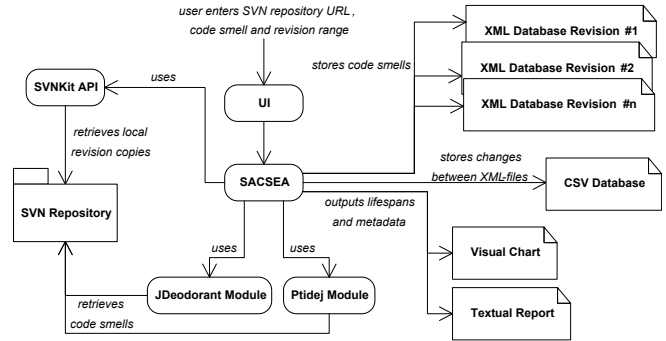 user enters SVN repository URL,
code smell and revision range
XML Database Revision #1
XML Database Revision #2
XML Database Revision #n
stores code smells
SVNKit API
uses
UI
retrieves local
revision copies
SACSEA
stores changes
between XML-files
CSV Database
SVN Repository
outputs lifespans
and metadata
uses
uses
Visual Chart
JDeodorant Module
Ptidej Module
retrieves
code smells
Textual Report